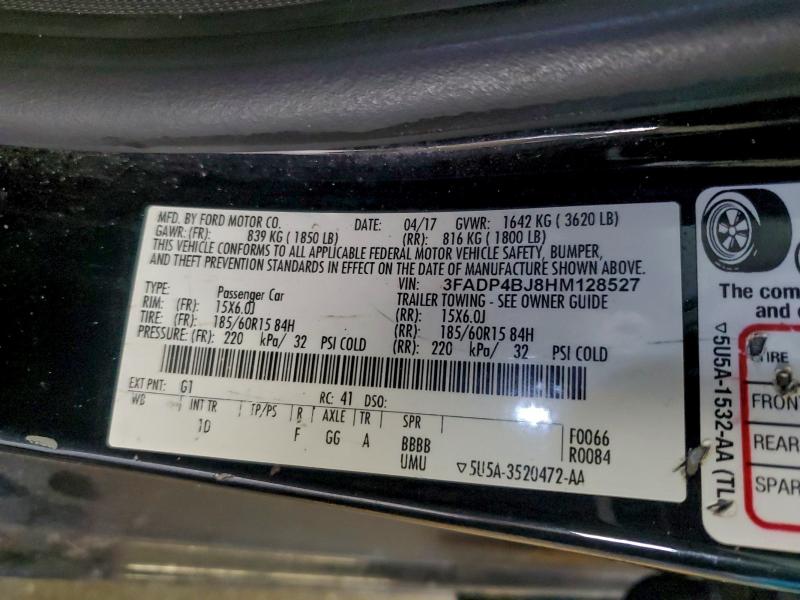 MFD. BY FORD MOTOR CO. DATE: 04/17 GVWR: 1642 KG ( 3620 LB)
GAWR: (FR): 839 KG ( 1850 LB) (RR): 816 KG ( 1800 LB)
THIS VEHICLE CONFORMS TO ALL APPLICABLE FEDERAL MOTOR VEHICLE SAFETY, BUMPER,
AND THEFT PREVENTION STANDARDS IN EFFECT ON THE DATE OF MANUFACTURE SHOWN ABOVE.
VIN: 3FADP4BJ8HM128527
TYPE: Passenger Car TRAILER TOWING - SEE OWNER GUIDE
RIM: (FR): 15X6.0J (RR): 15X6.0J
TIRE: (FR): 185/60R15 84H (RR): 185/60R15 84H
PRESSURE: (FR): 220 kPa/ 32 PSI COLD (RR): 220 kPa/ 32 PSI COLD
EXT PNT: G1 RC: 41 DSO:
WB INT TR TP/PS R AXLE TR SPR
1D F GG A BBBB F0066
UMU R0084
▽5U5A-3520472-AA
The com
and
TIRE
FRONT
REAR
SPAR
▽5U5A-1532-AA (TL